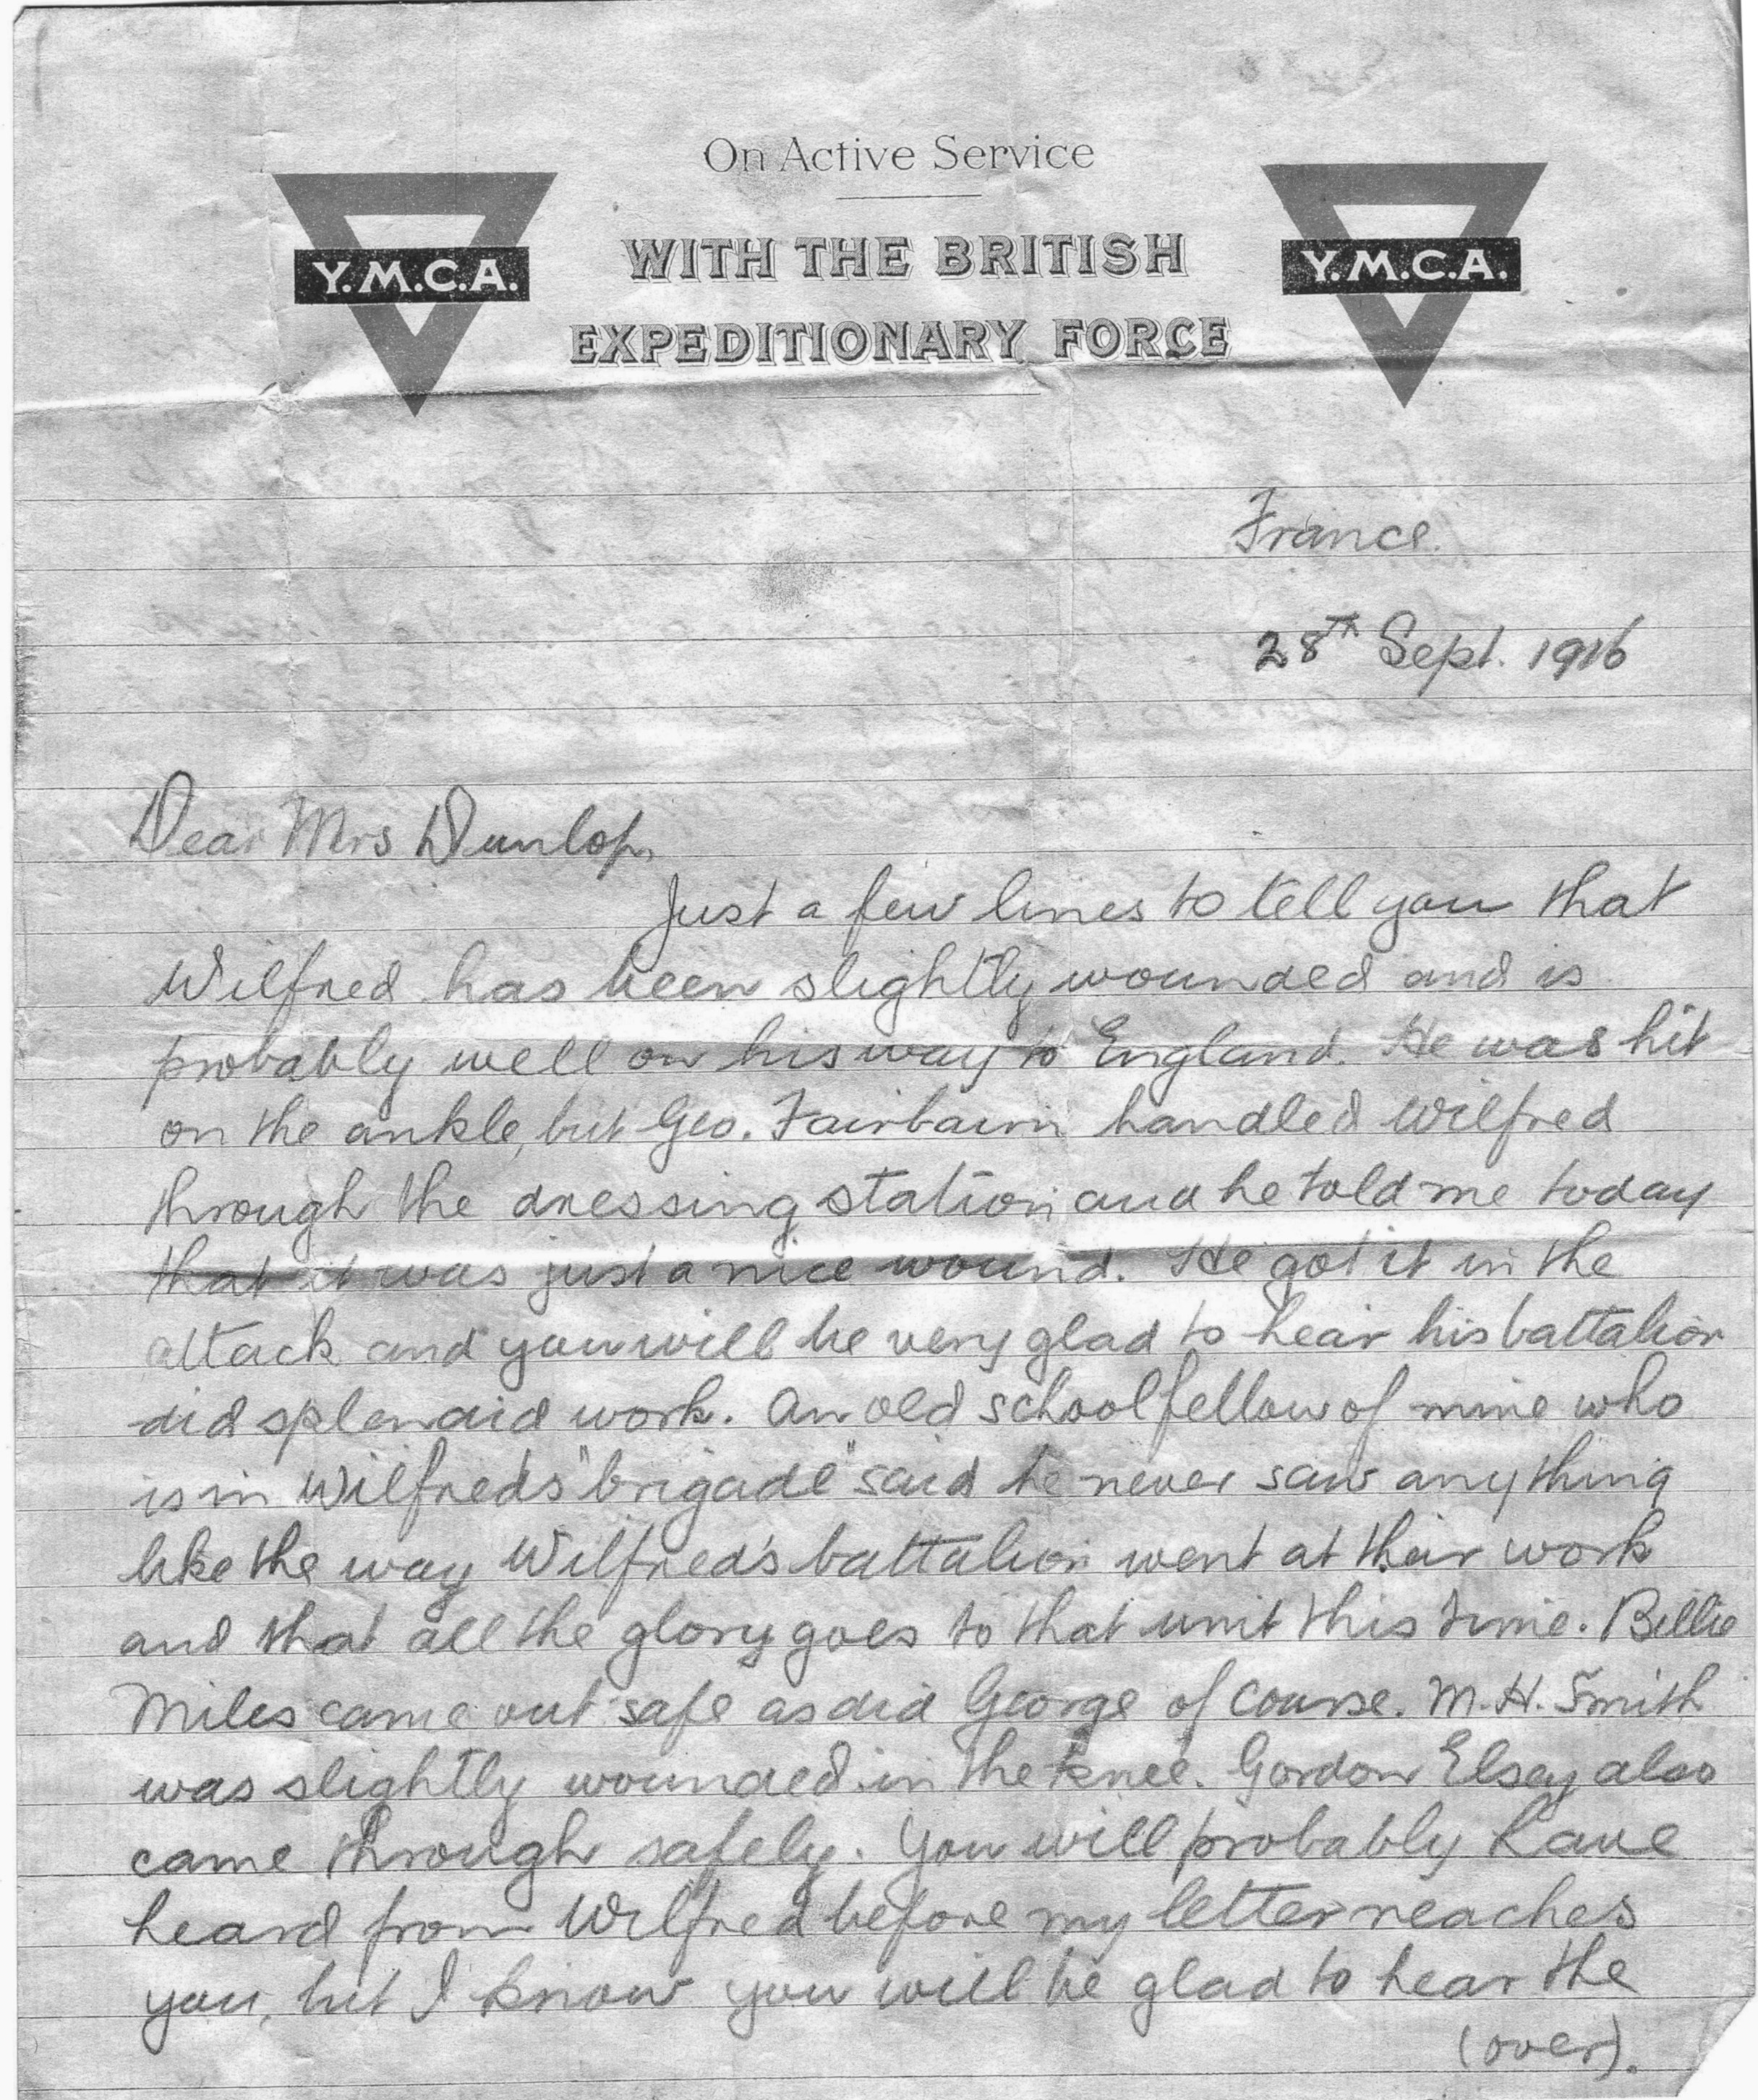 On Active Service
Y.M.C.A.
WITH THE BRITISH
Y.M.C.A.
EXPEDITIONARY FORCE
France.
28th Sept. 1916
Dear Mrs Dunlop,
Just a few lines to tell you that
Wilfred has been slightly wounded and is
probably well on his way to England. He was hit
on the ankle, but Geo. Fairbairn handled Wilfred
through the dressing station and he told me today
that it was just a nice wound. He got it in the
attack and you will be very glad to hear his battalion
did splendid work. An old schoolfellow of mine who
is in Wilfreds "brigade" said he never saw anything
like the way Wilfred's battalion went at their work
and that all the glory goes to that unit this time. Billie
Miles came out safe as did George of course. M. H. Smith
was slightly wounded in the knee. Gordon Elsey also
came through safely. You will probably have
heard from Wilfred before my letter reaches
you, but I know you will be glad to hear the
(over).